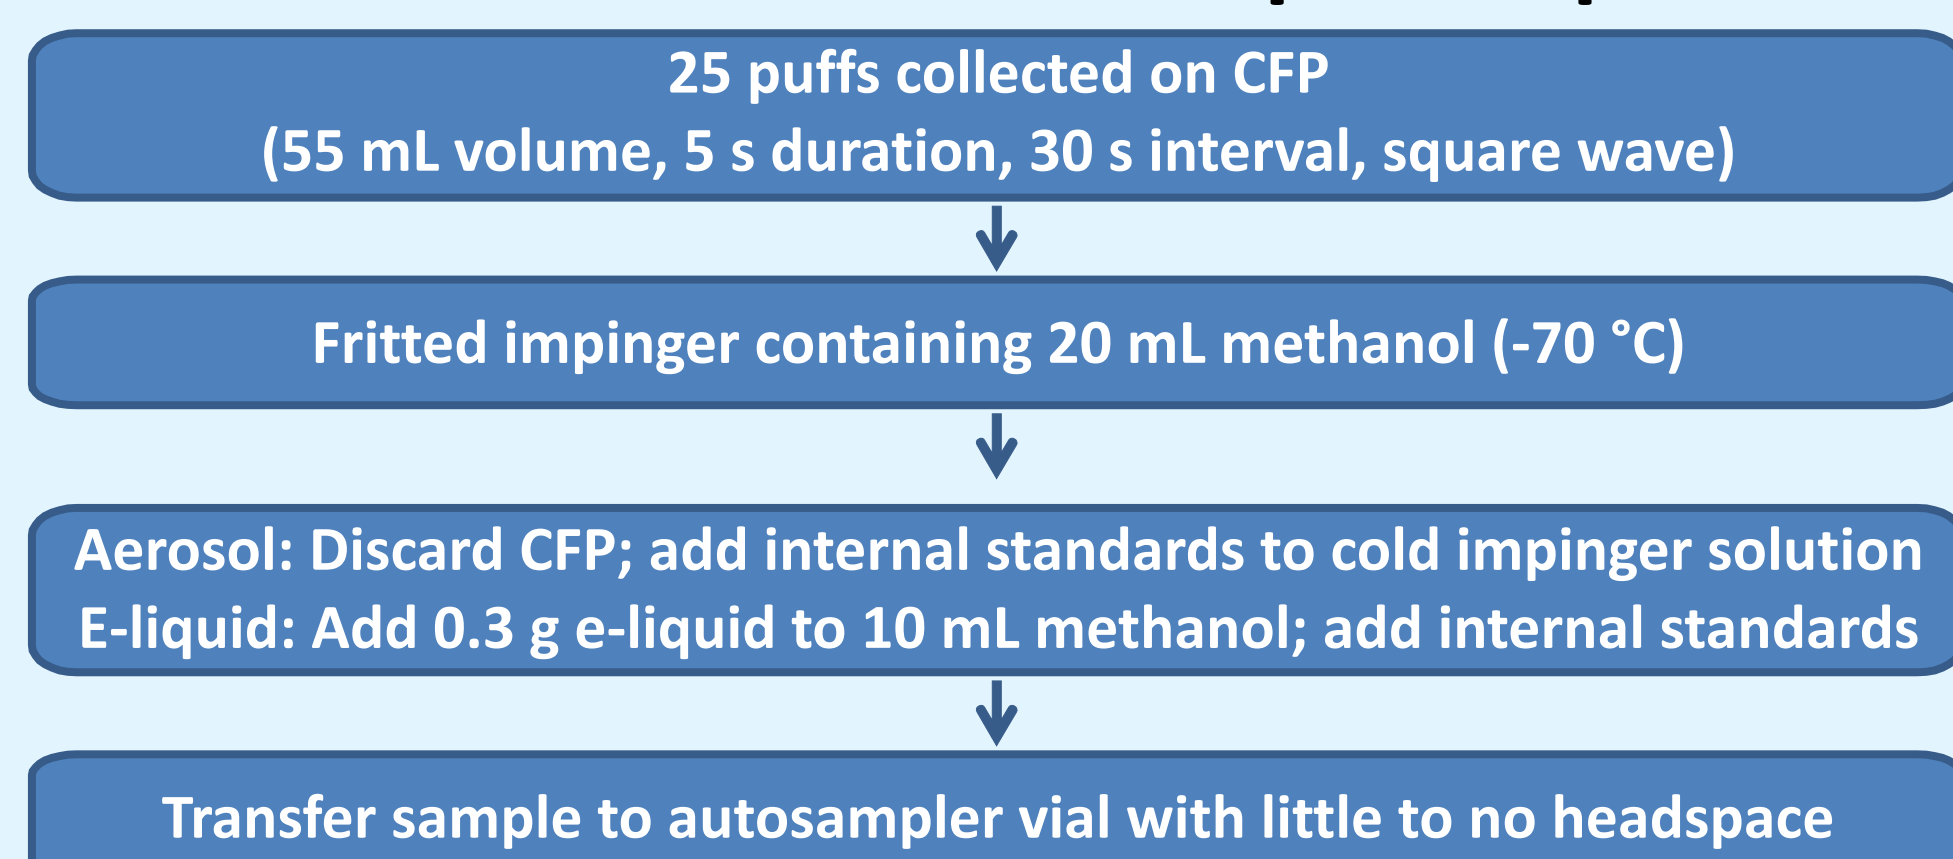 25 puffs collected on CFP
(55 mL volume, 5 s duration, 30 s interval, square wave)
Fritted impinger containing 20 mL methanol (-70 °C)
Aerosol: Discard CFP; add internal standards to cold impinger solution
E-liquid: Add 0.3 g e-liquid to 10 mL methanol; add internal standards
Transfer sample to autosampler vial with little to no headspace